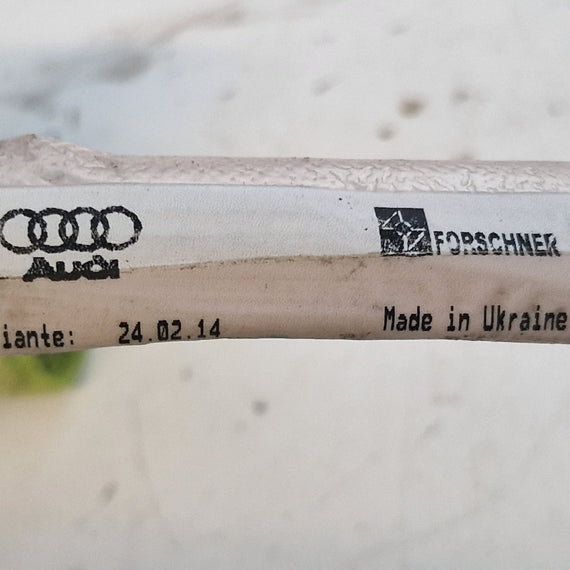 Audi
FORSCHNER
iante: 24.02.14
Made in Ukraine